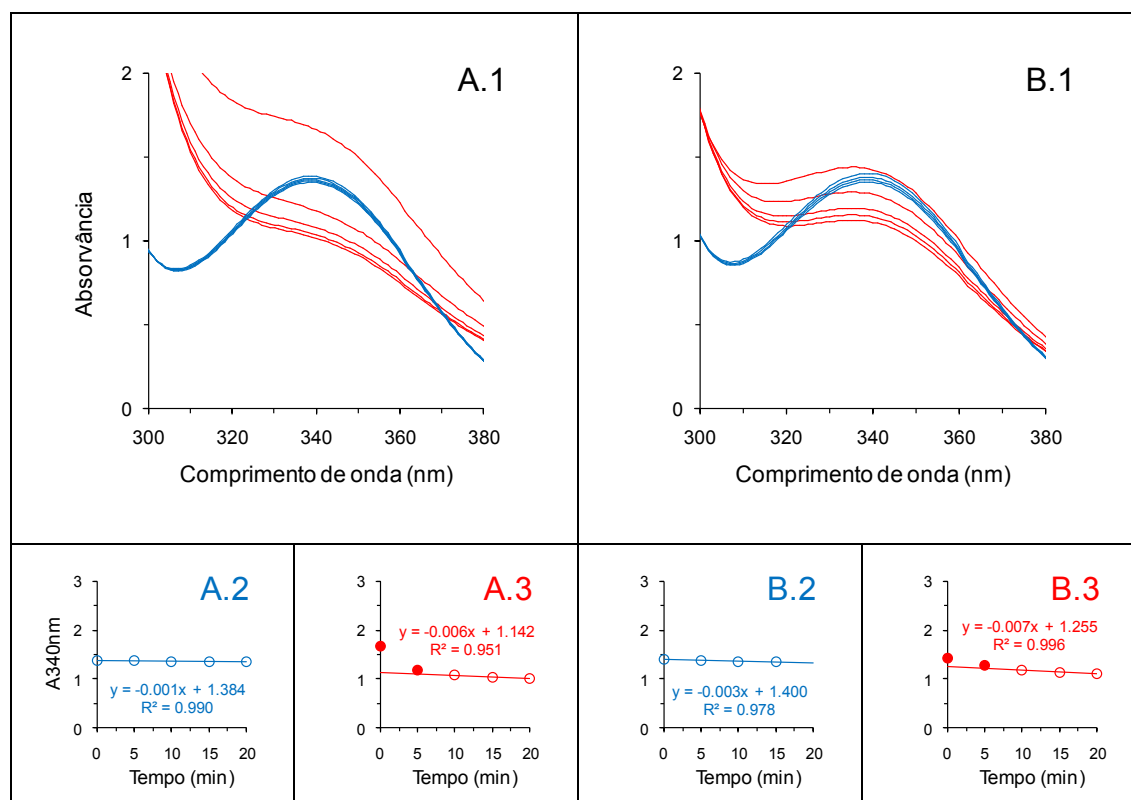 A.1
2
1
0
Absorvância
300 320 340 360 380
Comprimento de onda (nm)
B.1
2
1
0
300 320 340 360 380
Comprimento de onda (nm)
A.2
3
2
1
0
A340nm
y = -0.001x + 1.384
R² = 0.990
0 5 10 15 20
Tempo (min)
A.3
3
2
1
0
y = -0.006x + 1.142
R² = 0.951
0 5 10 15 20
Tempo (min)
B.2
3
2
1
0
y = -0.003x + 1.400
R² = 0.978
0 5 10 15 20
Tempo (min)
B.3
3
2
1
0
y = -0.007x + 1.255
R² = 0.996
0 5 10 15 20
Tempo (min)